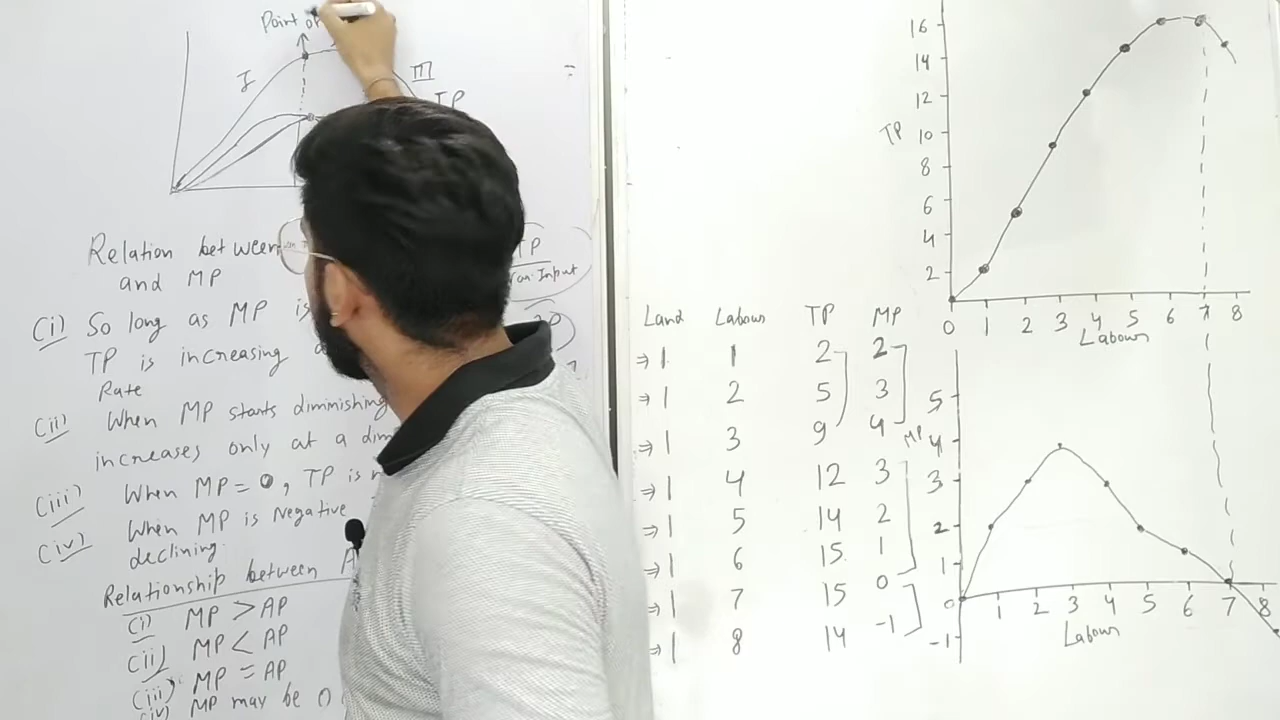 Point of
I
III
TP
Relation between
and MP
TP
Input
(i) So long as MP is
TP is increasing
Rate
(ii) When MP starts diminishing
increases only at a dim
(iii) When MP = 0, TP is
(iv) When MP is Negative
declining.
Relationship between A
(i) MP > AP
(ii) MP < AP
(iii) MP = AP
(iv) MP may be 0
Land Labour TP MP
⇒ 1 1 2 2
⇒ 1 2 5 3
⇒ 1 3 9 4
⇒ 1 4 12 3
⇒ 1 5 14 2
⇒ 1 6 15 1
⇒ 1 7 15 0
⇒ 1 8 14 -1
16
14
12
TP 10
8
6
4
2
0 1 2 3 4 5 6 7 8
Labour
5
MP 4
3
2
1
0 1 2 3 4 5 6 7 8
-1
Labour